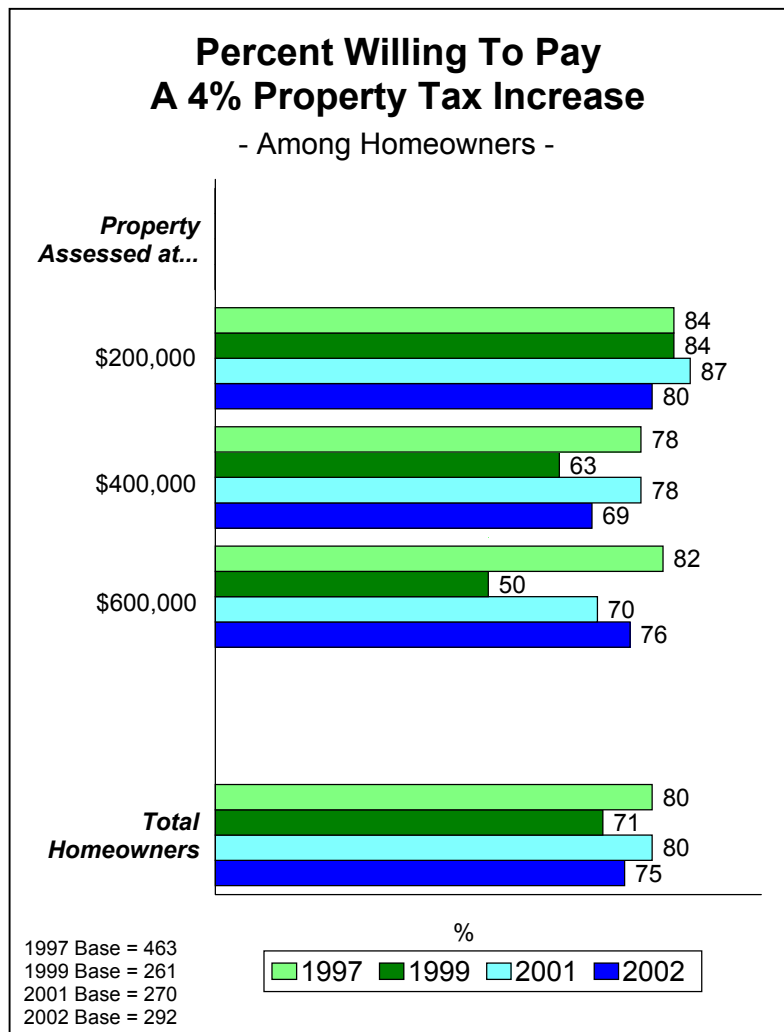 Percent Willing To Pay
A 4% Property Tax Increase
- Among Homeowners -
Property
Assessed at...
$200,000
84
84
87
80
$400,000
78
63
78
69
$600,000
82
50
70
76
Total
Homeowners
80
71
80
75
%
1997 1999 2001 2002
1997 Base = 463
1999 Base = 261
2001 Base = 270
2002 Base = 292